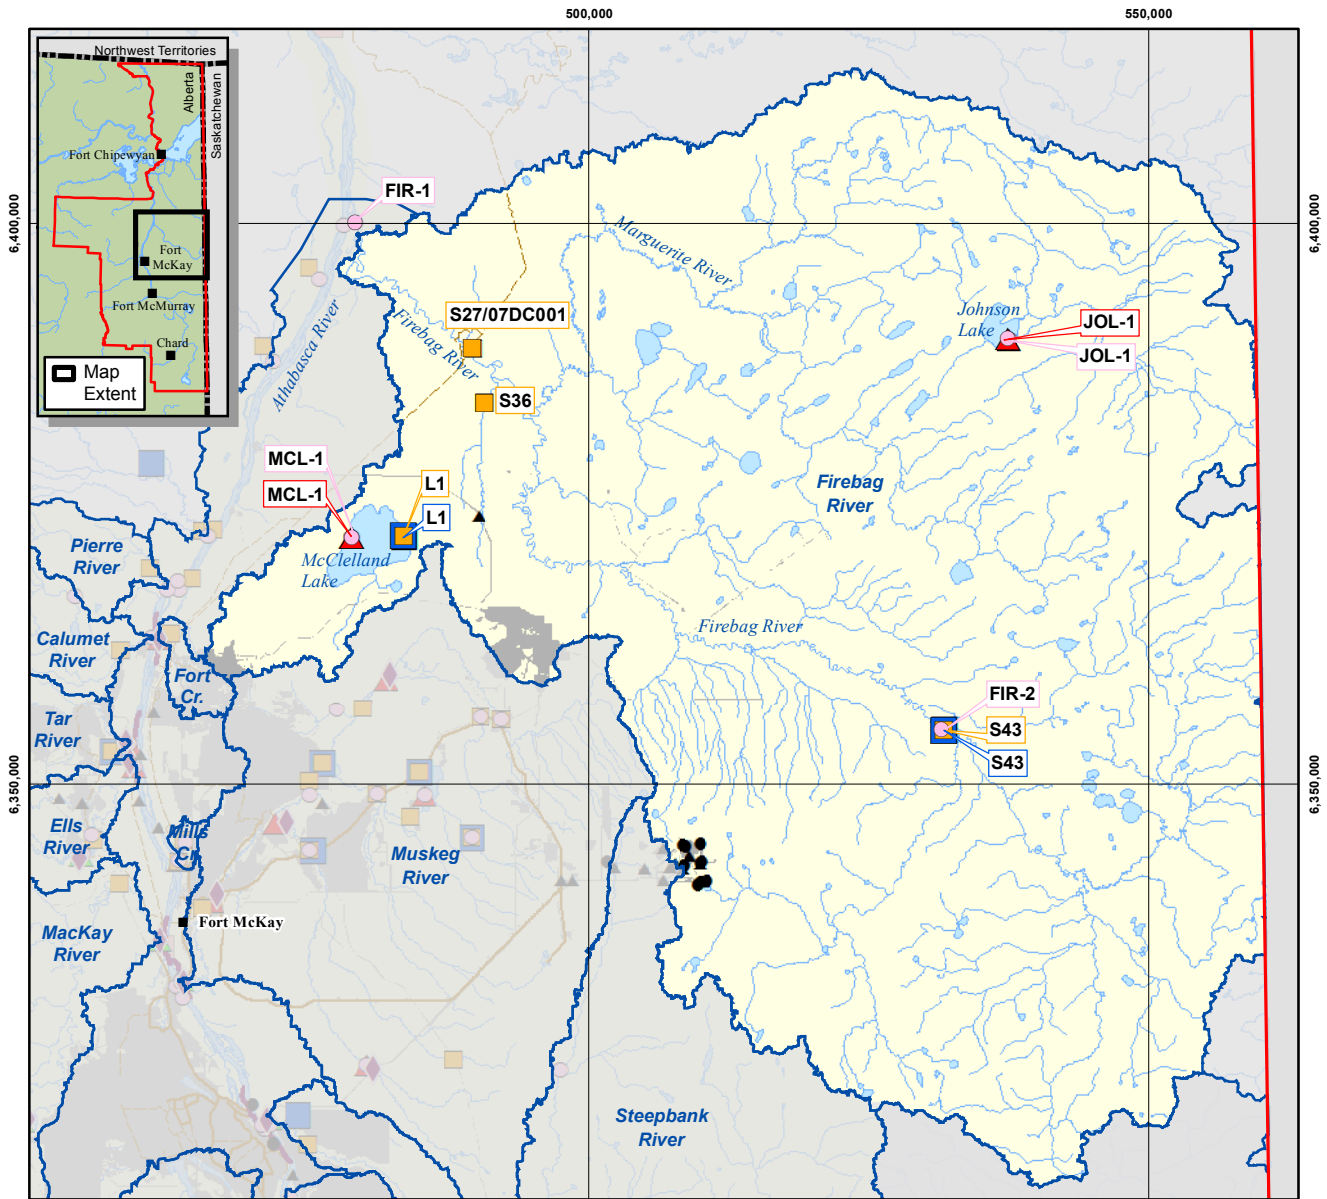 500,000
550,000
Northwest Territories
Alberta
Saskatchewan
Fort Chipewyan
Fort
McKay
Fort McMurray
Chard
Map
Extent
6,400,000
6,400,000
FIR-1
Marguerite River
Athabasca River
Firebag River
S27/07DC001
S36
Johnson
Lake
JOL-1
JOL-1
MCL-1
MCL-1
L1
L1
McClelland
Lake
Firebag
River
Pierre
River
Calumet
River
Fort
Cr.
Tar
River
Firebag River
FIR-2
S43
S43
6,350,000
6,350,000
Ells
River
Mills
Cr.
Muskeg
River
MacKay
River
Fort McKay
Steepbank
River